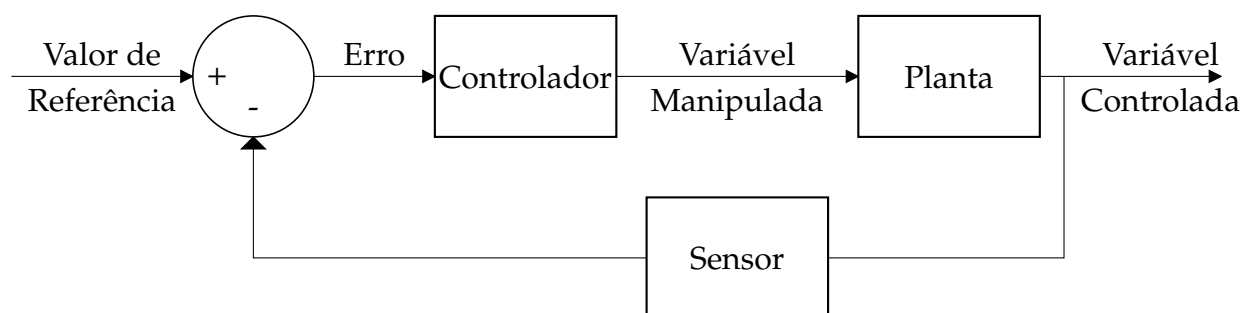 Valor de
Referência
+
-
Erro
Controlador
Variável
Manipulada
Planta
Variável
Controlada
Sensor